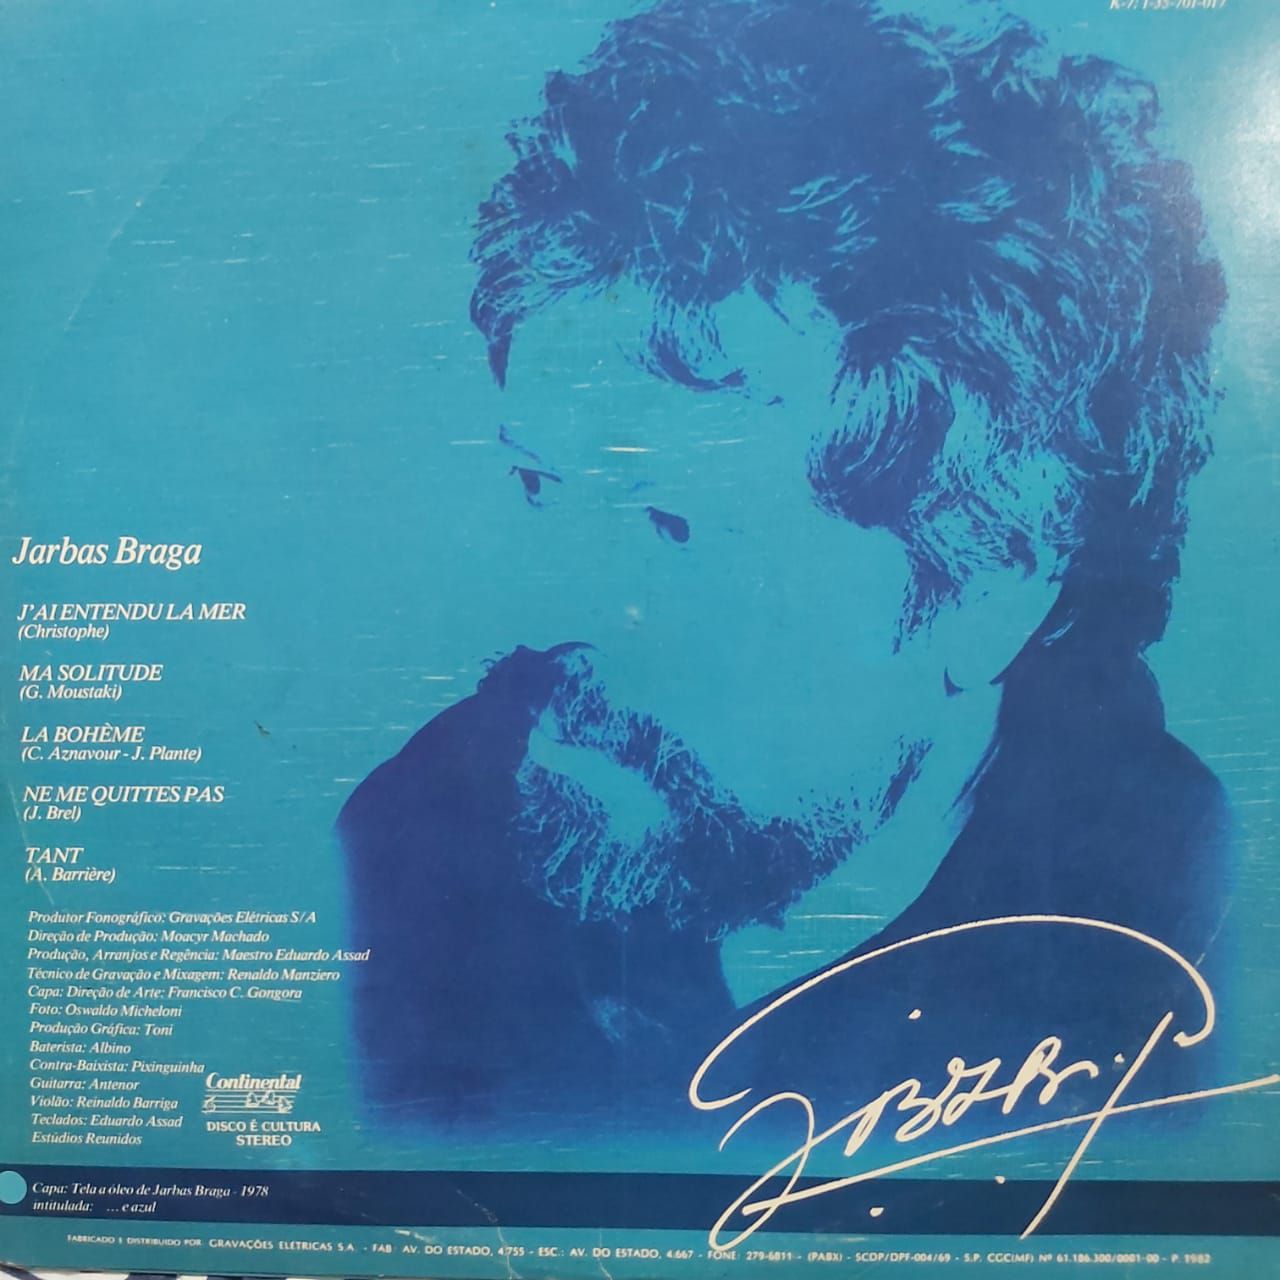 K-7: 1-35-701-017
Jarbas Braga
J'AI ENTENDU LA MER
(Christophe)
MA SOLITUDE
(G. Moustaki)
LA BOHÈME
(C. Aznavour - J. Plante)
NE ME QUITTES PAS
(J. Brel)
TANT
(A. Barrière)
Produtor Fonográfico: Gravações Elétricas S/A
Direção de Produção: Moacyr Machado
Produção, Arranjos e Regência: Maestro Eduardo Assad
Técnico de Gravação e Mixagem: Renaldo Manziero
Capa: Direção de Arte: Francisco C. Gongora
Foto: Oswaldo Micheloni
Produção Gráfica: Toni
Baterista: Albino
Contra-Baixista: Pixinguinha
Guitarra: Antenor
Violão: Reinaldo Barriga
Teclados: Eduardo Assad
Estúdios Reunidos
Continental
DISCO É CULTURA
STEREO
Capa: Tela a óleo de Jarbas Braga - 1978
intitulada: ... e azul
FABRICADO E DISTRIBUIDO POR GRAVAÇÕES ELETRICAS S.A. - FAB: AV. DO ESTADO, 4.755 - ESC.: AV. DO ESTADO, 4.667 - FONE: 279-6811 - (PABX) - SCDP/DPF-004/69 - S.P. CGC(MF) Nº 61.186.300/0001-00 - P. 1982